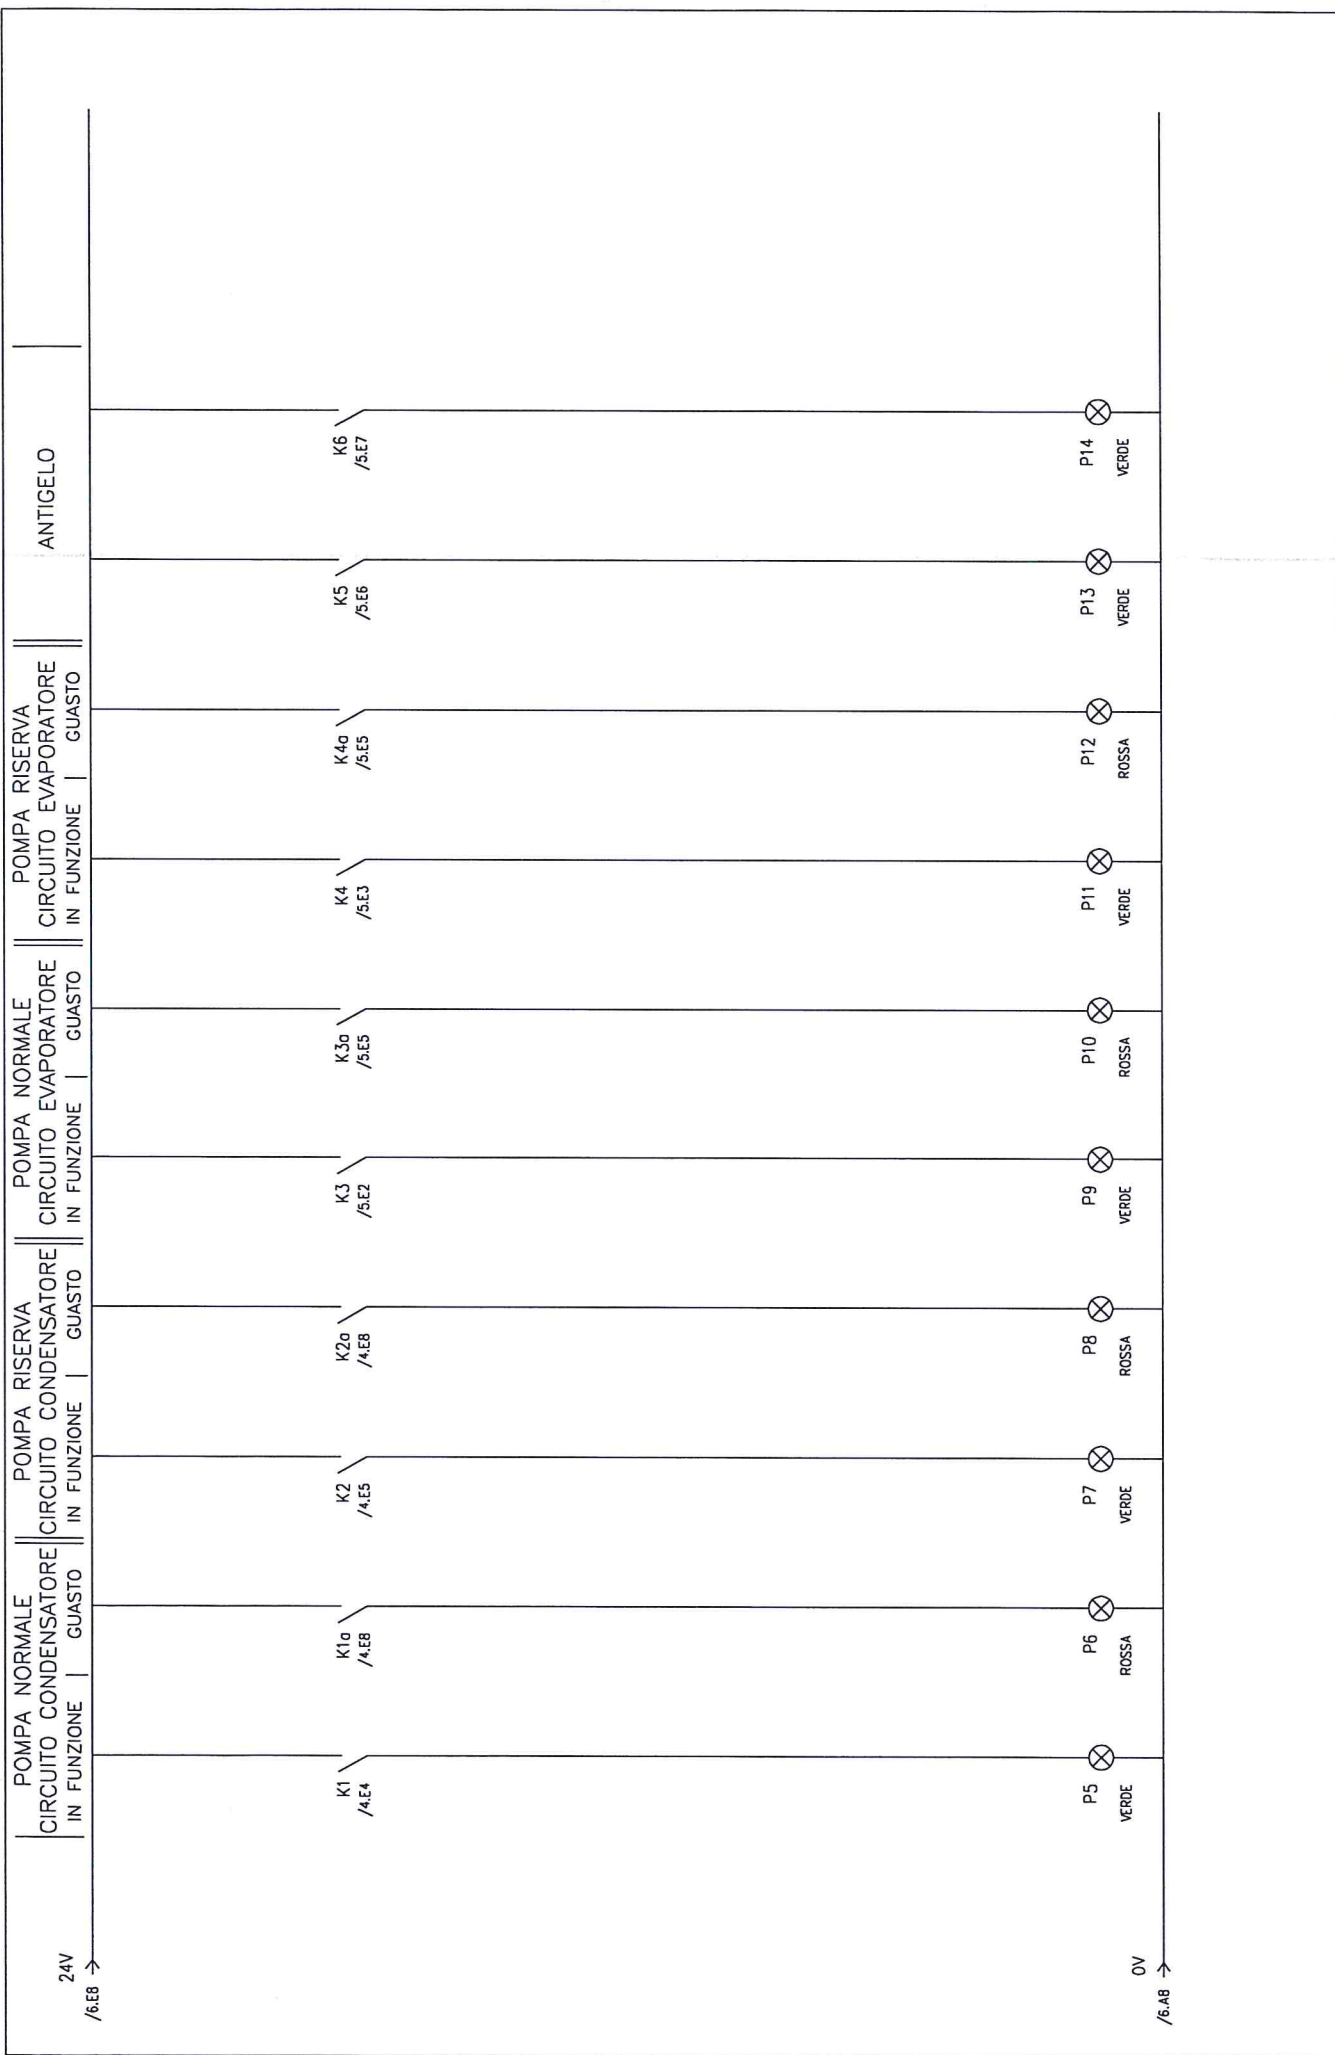 POMPA NORMALE
CIRCUITO CONDENSATORE
IN FUNZIONE | GUASTO
POMPA RISERVA
CIRCUITO CONDENSATORE
IN FUNZIONE | GUASTO
POMPA NORMALE
CIRCUITO EVAPORATORE
IN FUNZIONE | GUASTO
POMPA RISERVA
CIRCUITO EVAPORATORE
IN FUNZIONE | GUASTO
ANTIGELO
24V
/6.E8
K1
/4.E4
K1a
/4.E8
K2
/4.E5
K2a
/4.E8
K3
/5.E2
K3a
/5.E5
K4
/5.E3
K4a
/5.E5
K5
/5.E6
K6
/5.E7
0V
/6.A8
P5
VERDE
P6
ROSSA
P7
VERDE
P8
ROSSA
P9
VERDE
P10
ROSSA
P11
VERDE
P12
ROSSA
P13
VERDE
P14
VERDE